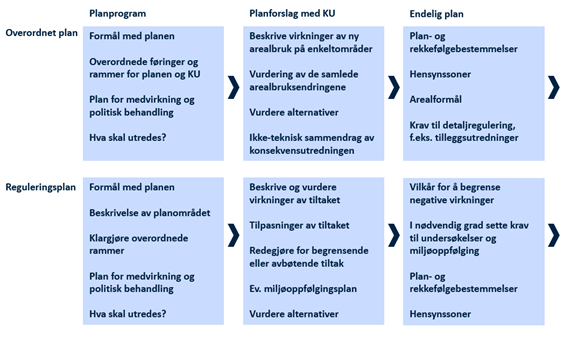 Planprogram
Planforslag med KU
Endelig plan
Overordnet plan
Formål med planen
Overordnede føringer og
rammer for planen og KU
Plan for medvirkning og
politisk behandling
Hva skal utredes?
Beskrive virkninger av ny
arealbruk på enkeltområder
Vurdering av de samlede
arealbruksendringene
Vurdere alternativer
Ikke-teknisk sammendrag av
konsekvensutredningen
Plan- og
rekkefølgebestemmelser
Hensynssoner
Arealformål
Krav til detaljregulering,
f.eks. tilleggsutredninger
Reguleringsplan
Formål med planen
Beskrivelse av planområdet
Klargjøre overordnede
rammer
Plan for medvirkning og
politisk behandling
Hva skal utredes?
Beskrive og vurdere
virkninger av tiltaket
Tilpasninger av tiltaket
Redegjøre for begrensende
eller avbøtende tiltak
Ev. miljøoppfølgingsplan
Vurdere alternativer
Vilkår for å begrense
negative virkninger
I nødvendig grad sette krav
til undersøkelser og
miljøoppfølging
Plan- og
rekkefølgebestemmelser
Hensynssoner